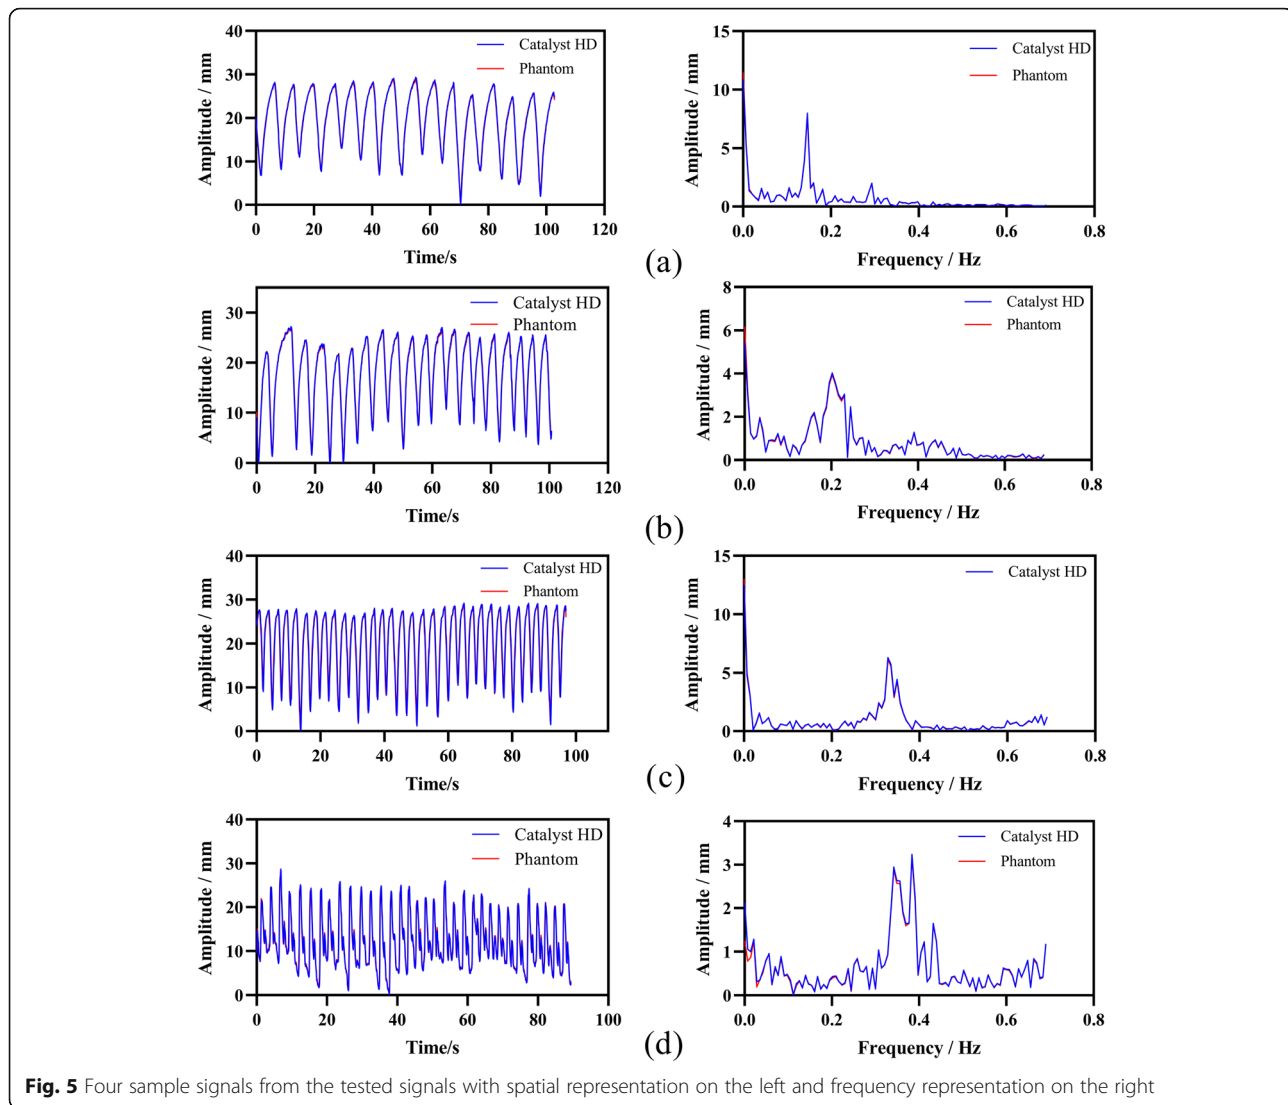 40
30
20
10
0
Amplitude / mm
Catalyst HD
Phantom
0 20 40 60 80 100 120
Time/s
15
10
5
0
Amplitude / mm
Catalyst HD
Phantom
0.0 0.2 0.4 0.6 0.8
Frequency / Hz
(a)
30
20
10
0
Amplitude / mm
Catalyst HD
Phantom
0 20 40 60 80 100 120
Time/s
8
6
4
2
0
Amplitude / mm
Catalyst HD
Phantom
0.0 0.2 0.4 0.6 0.8
Frequency / Hz
(b)
40
30
20
10
0
Amplitude / mm
Catalyst HD
Phantom
0 20 40 60 80 100
Time/s
15
10
5
0
Amplitude / mm
Catalyst HD
0.0 0.2 0.4 0.6 0.8
Frequency / Hz
(c)
40
30
20
10
0
Amplitude / mm
Catalyst HD
Phantom
0 20 40 60 80 100
Time/s
4
3
2
1
0
Amplitude / mm
Catalyst HD
Phantom
0.0 0.2 0.4 0.6 0.8
Frequency / Hz
(d)
Fig. 5 Four sample signals from the tested signals with spatial representation on the left and frequency representation on the right